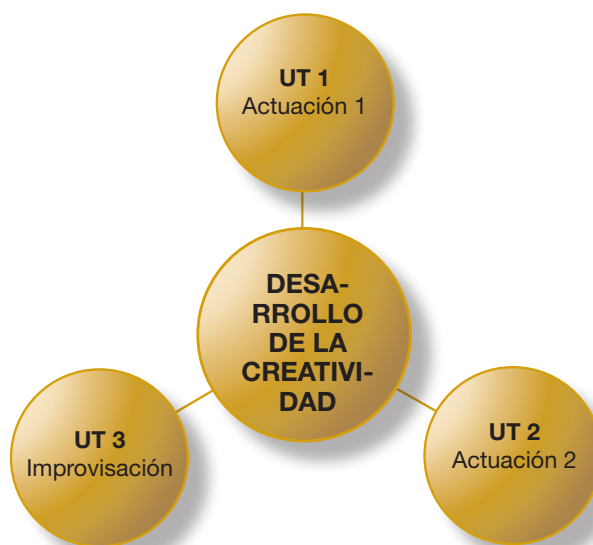 UT 1
Actuación 1
DESA-
RROLLO
DE LA
CREATIVI-
DAD
UT 3
Improvisación
UT 2
Actuación 2